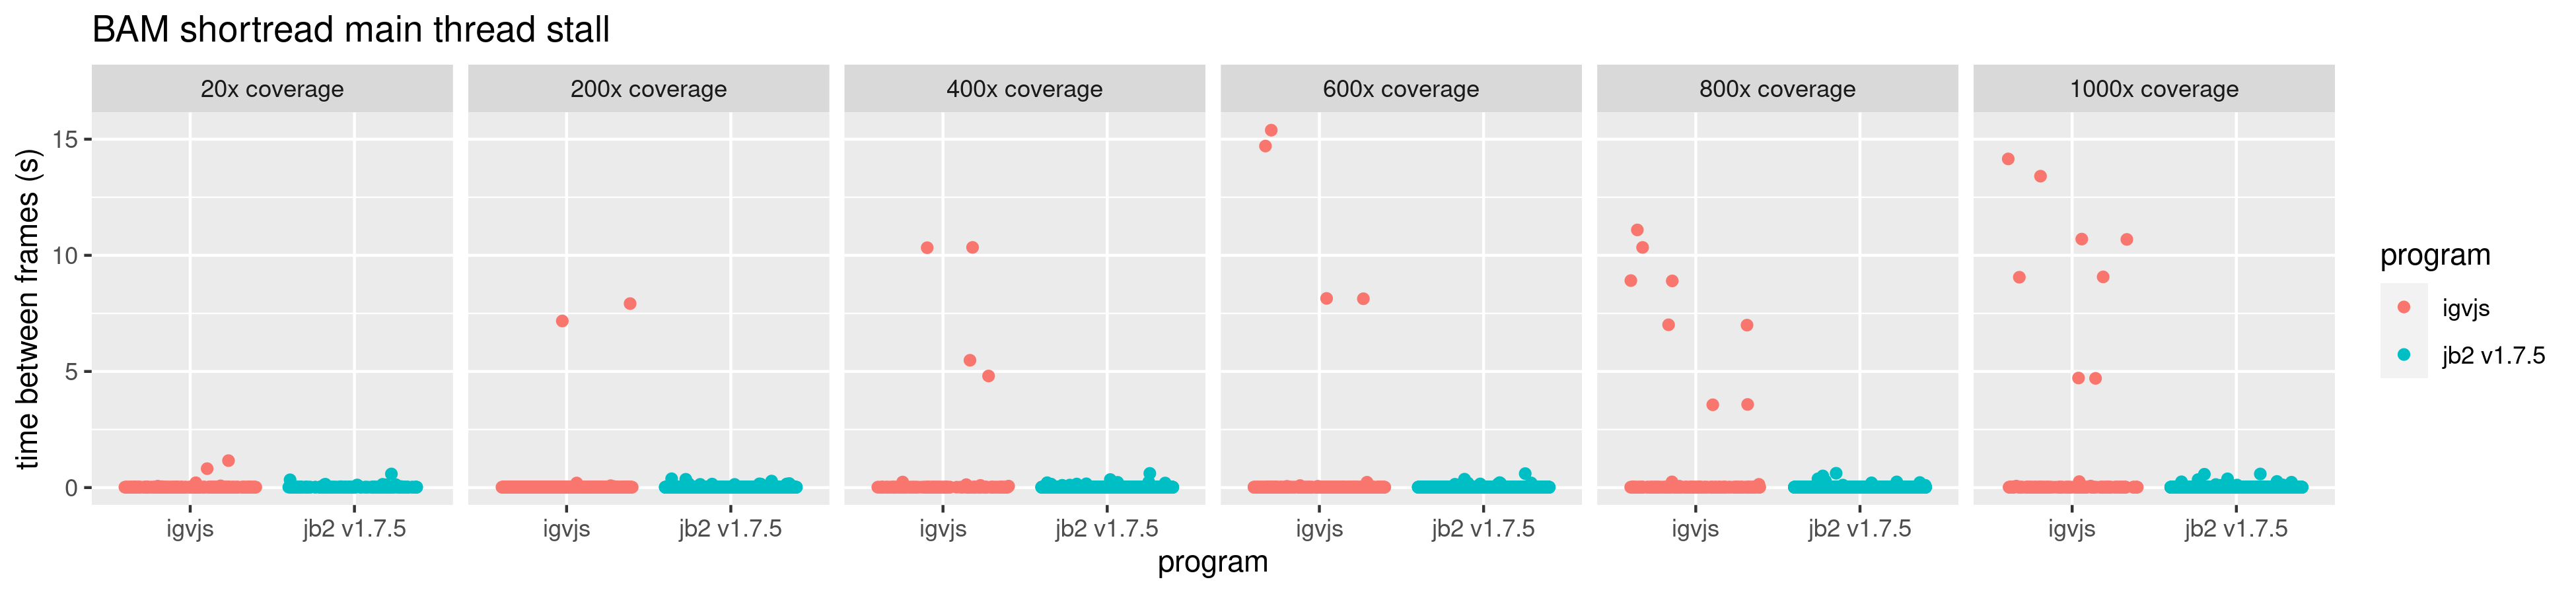 BAM shortread main thread stall
20x coverage
200x coverage
400x coverage
600x coverage
800x coverage
1000x coverage
time between frames (s)
15
10
5
0
igvjs
jb2 v1.7.5
igvjs
jb2 v1.7.5
igvjs
jb2 v1.7.5
igvjs
jb2 v1.7.5
igvjs
jb2 v1.7.5
igvjs
jb2 v1.7.5
program
program
igvjs
jb2 v1.7.5